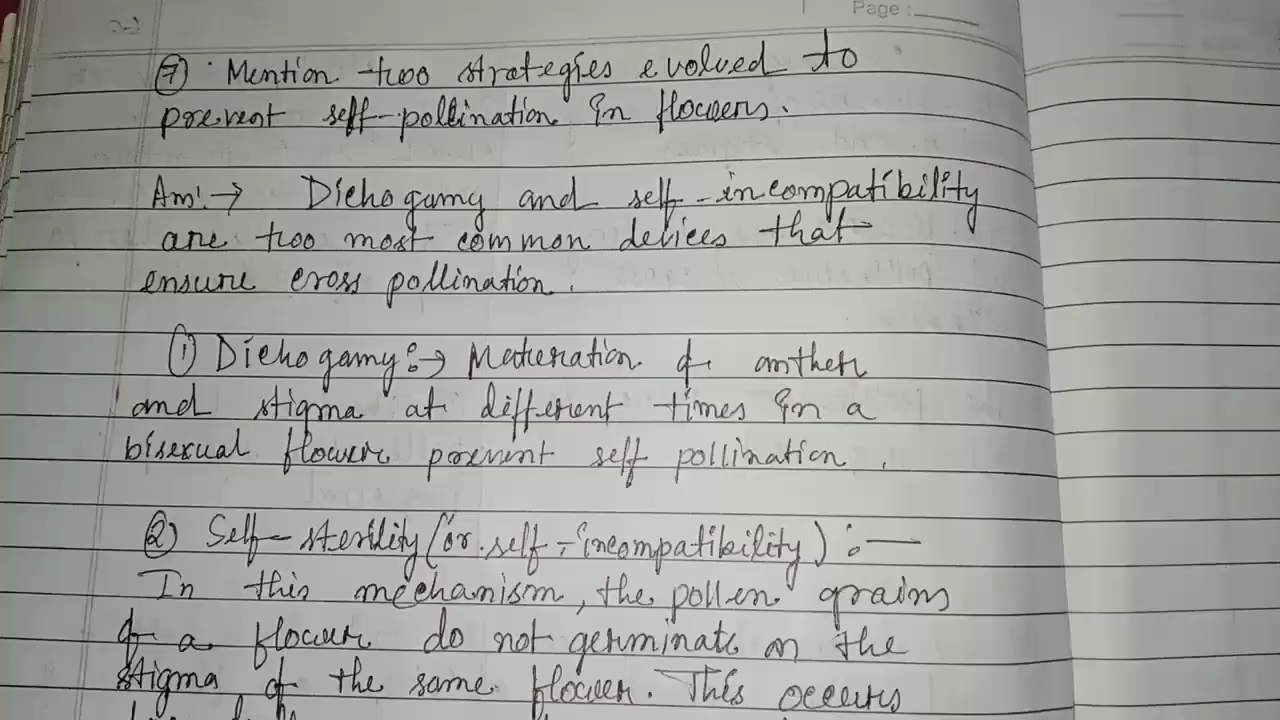 Page :
⑦ Mention two strategies evolved to
prevent self-pollination in flowers.
Ans: → Dichogamy and self-incompatibility
are two most common devices that
ensure cross pollination.
① Dichogamy: → Maturation of anther
and stigma at different times in a
bisexual flower prevent self pollination.
② Self-sterility (or self-incompatibility) :—
In this mechanism, the pollen grains
of a flower do not germinate on the
stigma of the same flower. This occurs